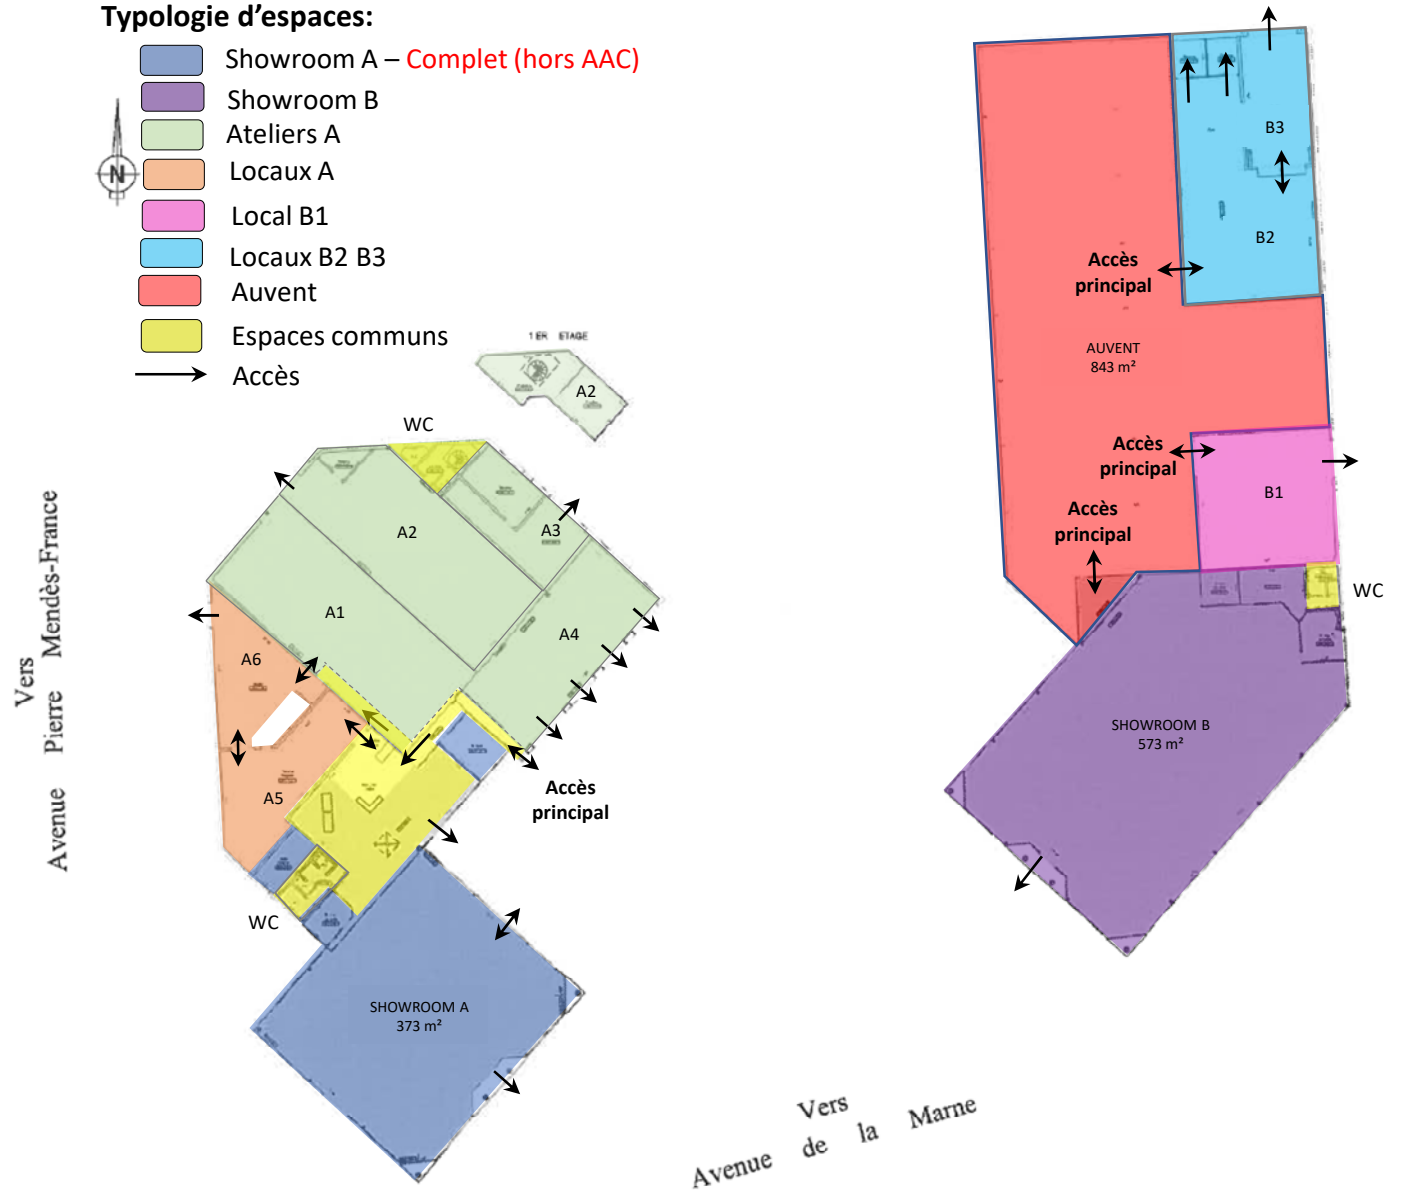 Typologie d’espaces:
Showroom A – Complet (hors AAC)
Showroom B
Ateliers A
Locaux A
Local B1
Locaux B2 B3
Auvent
Espaces communs
Accès
N
1 ER ETAGE
A2
WC
A2
A3
A1
A4
A6
A5
Accès
principal
WC
SHOWROOM A
373 m²
Vers
Avenue Pierre Mendès-France
B3
B2
Accès
principal
AUVENT
843 m²
Accès
principal
B1
Accès
principal
WC
SHOWROOM B
573 m²
Vers
Avenue de la Marne